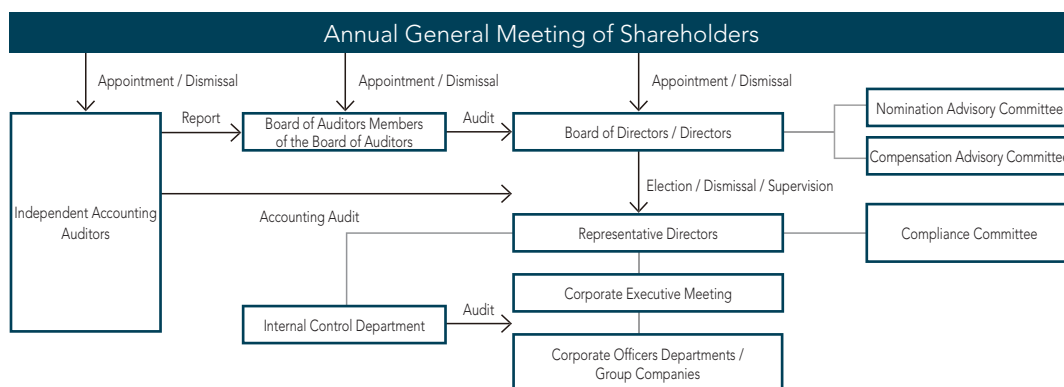 Annual General Meeting of Shareholders
Appointment / Dismissal
Appointment / Dismissal
Appointment / Dismissal
Report
Board of Auditors Members
of the Board of Auditors
Audit
Board of Directors / Directors
Nomination Advisory Committee
Compensation Advisory Committee
Election / Dismissal / Supervision
Independent Accounting
Auditors
Accounting Audit
Representative Directors
Compliance Committee
Corporate Executive Meeting
Internal Control Department
Audit
Corporate Officers Departments /
Group Companies